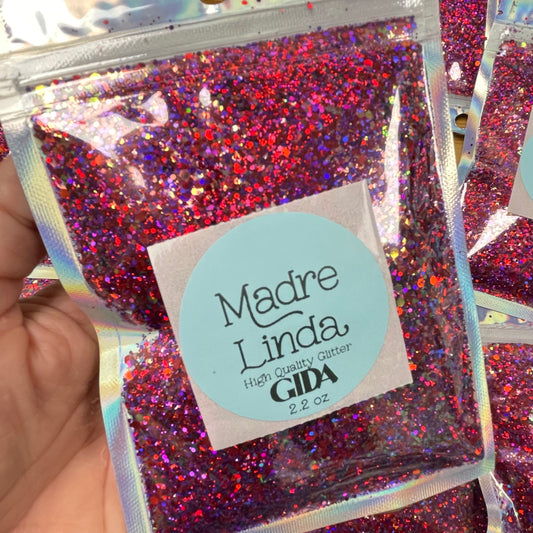 Madre
Linda
High Quality Glitter
GIDA
2.2 oz